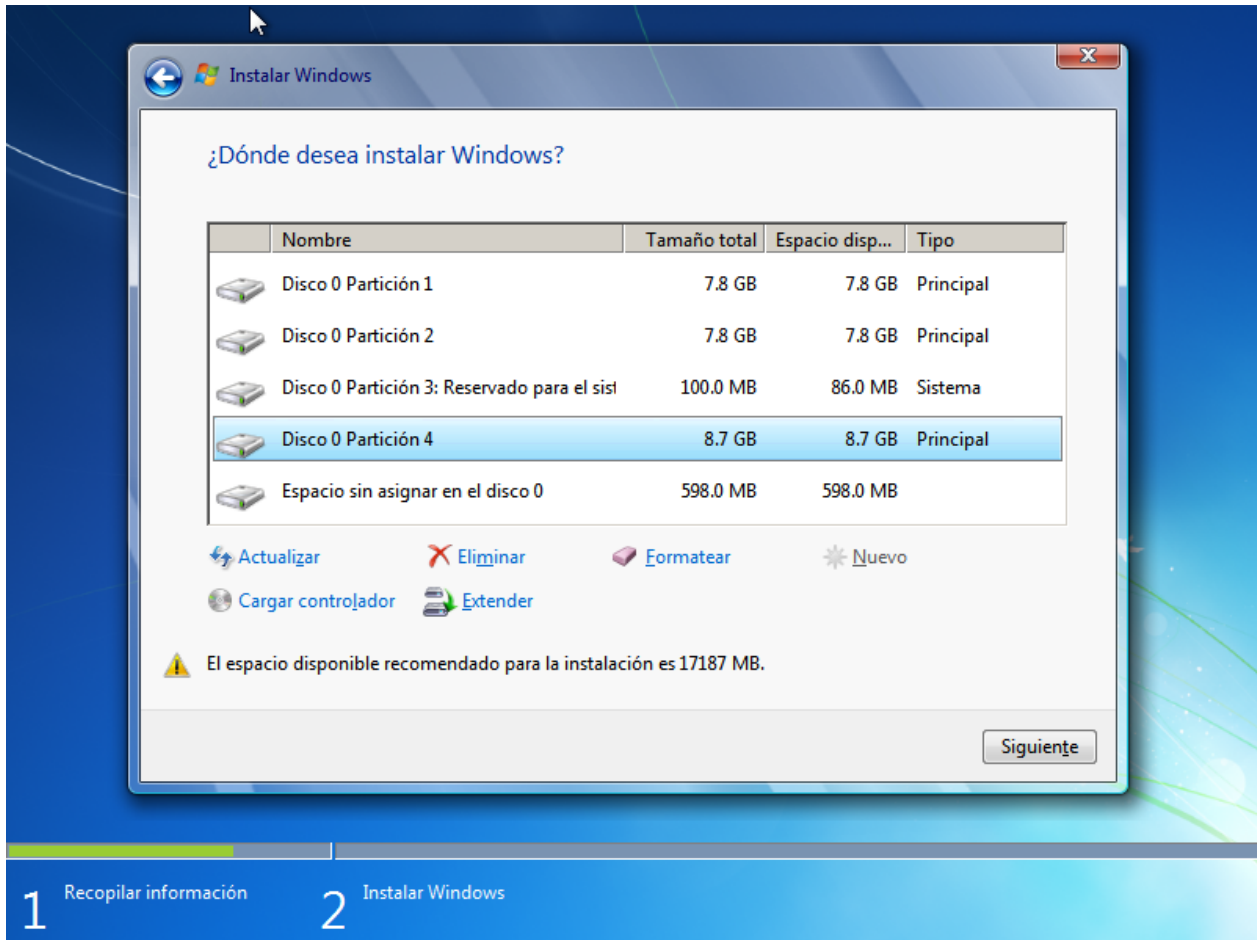 Instalar Windows
¿Dónde desea instalar Windows?
Nombre Tamaño total Espacio disp... Tipo
Disco 0 Partición 1 7.8 GB 7.8 GB Principal
Disco 0 Partición 2 7.8 GB 7.8 GB Principal
Disco 0 Partición 3: Reservado para el sist 100.0 MB 86.0 MB Sistema
Disco 0 Partición 4 8.7 GB 8.7 GB Principal
Espacio sin asignar en el disco 0 598.0 MB 598.0 MB
Actualizar Eliminar Formatear Nuevo
Cargar controlador Extender
El espacio disponible recomendado para la instalación es 17187 MB.
Siguiente
1 Recopilar información 2 Instalar Windows